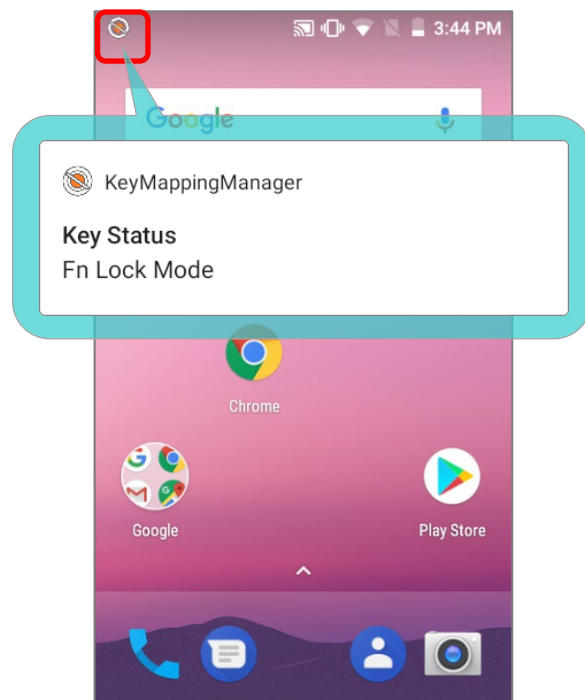 3:44 PM
Google
KeyMappingManager
Key Status
Fn Lock Mode
Chrome
Google
Play Store